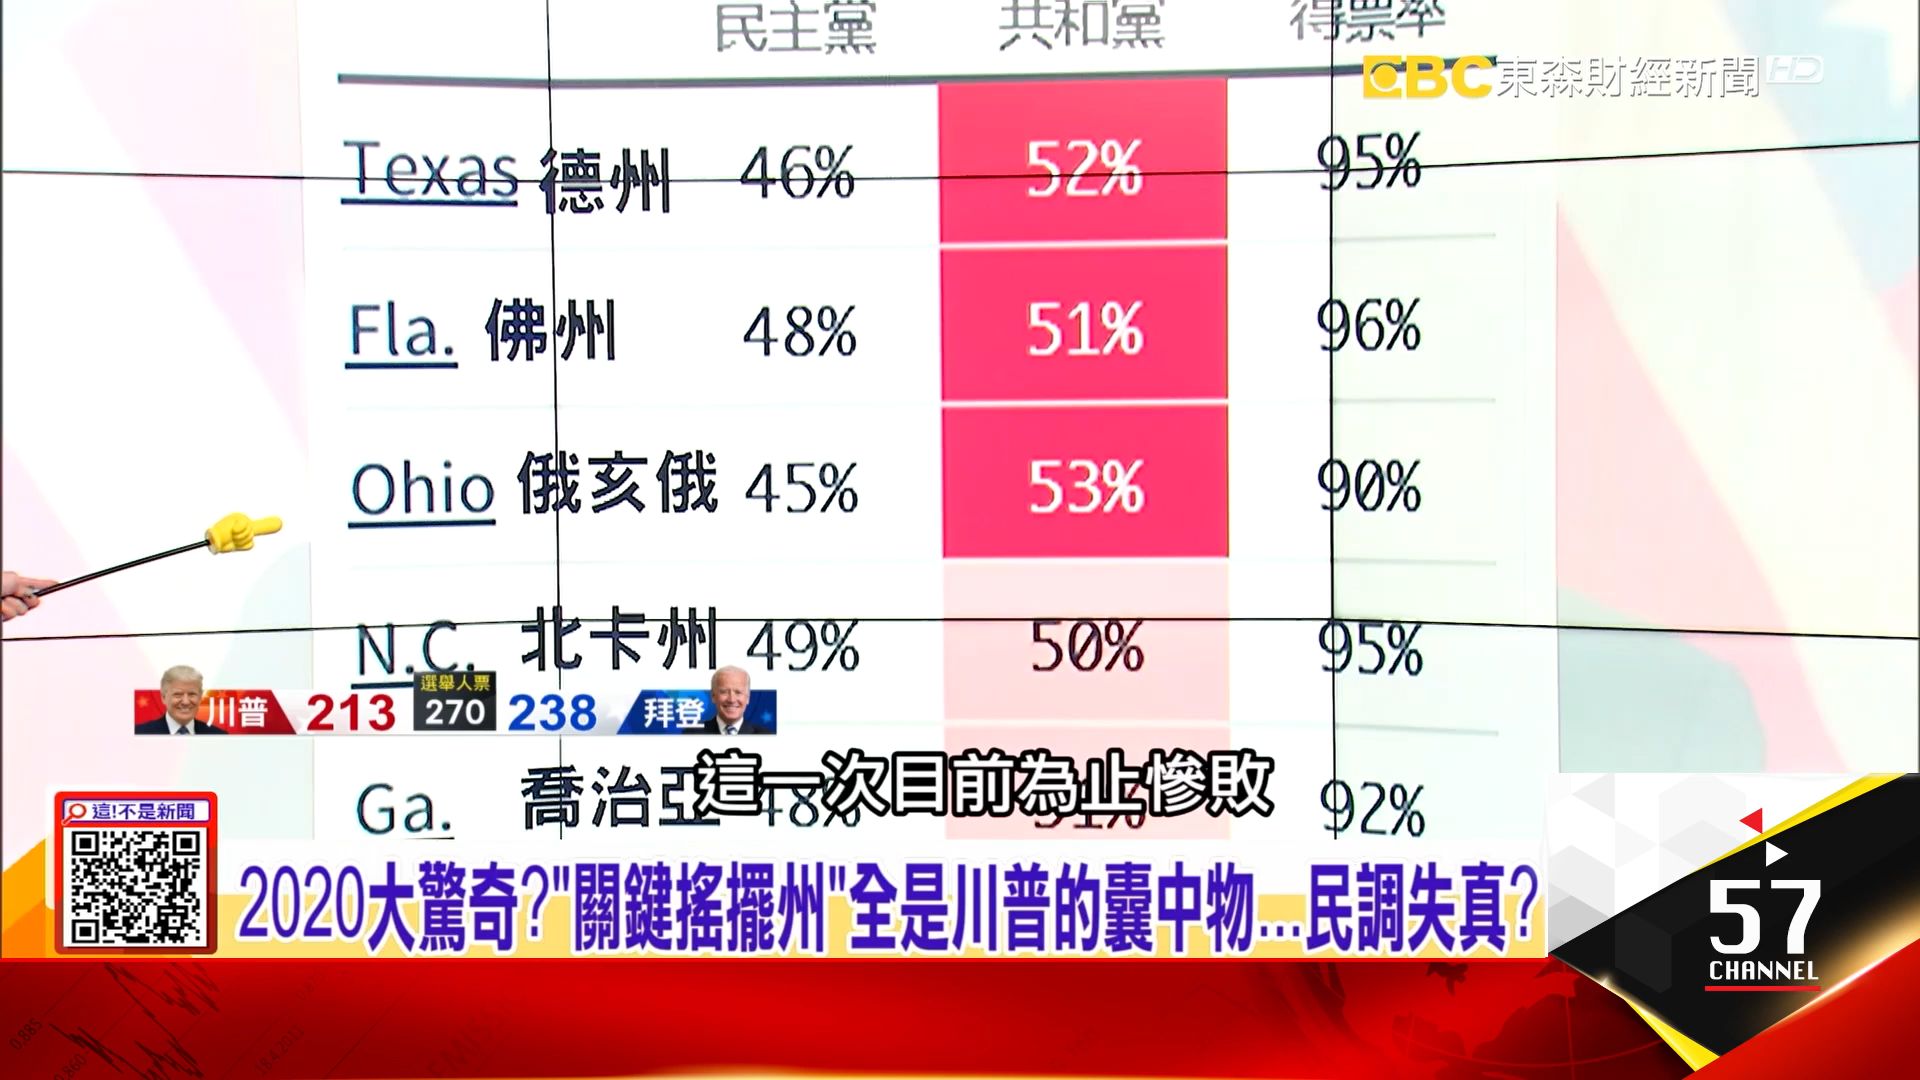 民主黨 共和黨 得票率
EBC 東森財經新聞 HD
Texas 德州 46% 52% 95%
Fla. 佛州 48% 51% 96%
Ohio 俄亥俄 45% 53% 90%
N.C. 北卡州 49% 50% 95%
川普 213 選舉人票 270 238 拜登
Ga. 喬治亞 48% 51% 92%
這一次目前為止慘敗
這!不是新聞
2020大驚奇?"關鍵搖擺州"全是川普的囊中物...民調失真?
57
CHANNEL